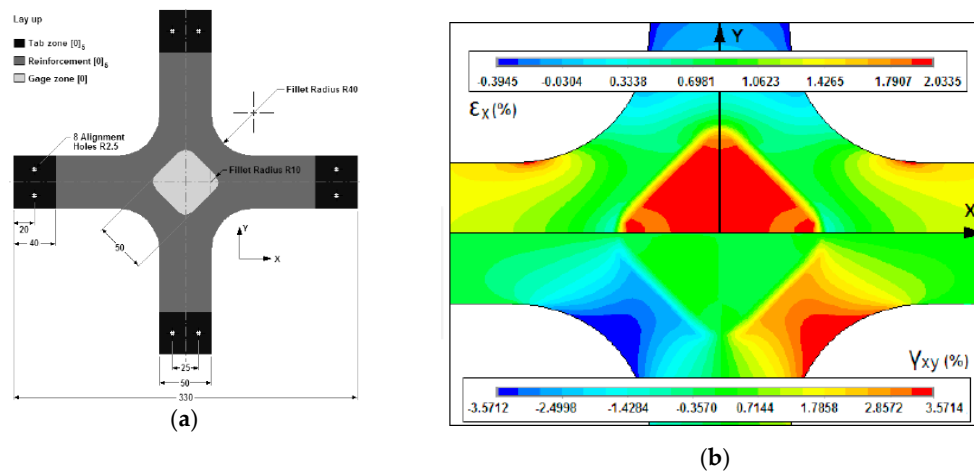 Lay up
Tab zone [0]₅
Reinforcement [0]₆
Gage zone [0]
Fillet Radius R40
8 Alignment
Holes R2.5
Fillet Radius R10
20
40
50
Y
X
25
50
330
(a)
Y
-0.3945 -0.0304 0.3338 0.6981 1.0623 1.4265 1.7907 2.0335
εx (%)
X
γxy (%)
-3.5712 -2.4998 -1.4284 -0.3570 0.7144 1.7858 2.8572 3.5714
(b)